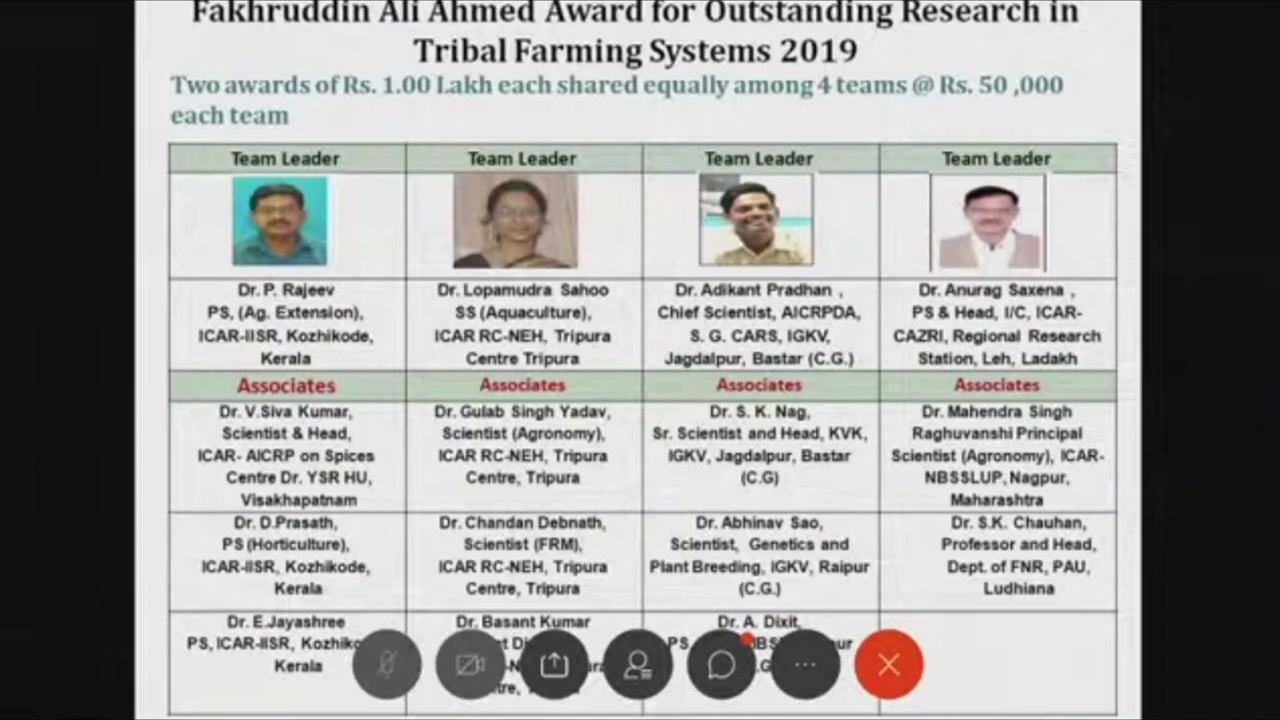 Fakhruddin Ali Ahmed Award for Outstanding Research in
Tribal Farming Systems 2019
Two awards of Rs. 1.00 Lakh each shared equally among 4 teams @ Rs. 50 ,000
each team
Team Leader
Team Leader
Team Leader
Team Leader
Dr. P. Rajeev
PS, (Ag. Extension),
ICAR-IISR, Kozhikode,
Kerala
Dr. Lopamudra Sahoo
SS (Aquaculture),
ICAR RC-NEH, Tripura
Centre Tripura
Dr. Adikant Pradhan ,
Chief Scientist, AICRPDA,
S. G. CARS, IGKV,
Jagdalpur, Bastar (C.G.)
Dr. Anurag Saxena ,
PS & Head, I/C, ICAR-
CAZRI, Regional Research
Station, Leh, Ladakh
Associates
Associates
Associates
Associates
Dr. V.Siva Kumar,
Scientist & Head,
ICAR- AICRP on Spices
Centre Dr. YSR HU,
Visakhapatnam
Dr. Gulab Singh Yadav,
Scientist (Agronomy),
ICAR RC-NEH, Tripura
Centre, Tripura
Dr. S. K. Nag,
Sr. Scientist and Head, KVK,
IGKV, Jagdalpur, Bastar
(C.G)
Dr. Mahendra Singh
Raghuvanshi Principal
Scientist (Agronomy), ICAR-
NBSSLUP, Nagpur,
Maharashtra
Dr. D.Prasath,
PS (Horticulture),
ICAR-IISR, Kozhikode,
Kerala
Dr. Chandan Debnath,
Scientist (FRM),
ICAR RC-NEH, Tripura
Centre, Tripura
Dr. Abhinav Sao,
Scientist, Genetics and
Plant Breeding, IGKV, Raipur
(C.G.)
Dr. S.K. Chauhan,
Professor and Head,
Dept. of FNR, PAU,
Ludhiana
Dr. E.Jayashree
PS, ICAR-IISR,
Kerala
Dr. Basant Kumar
Dr. A. Dixit,
PS